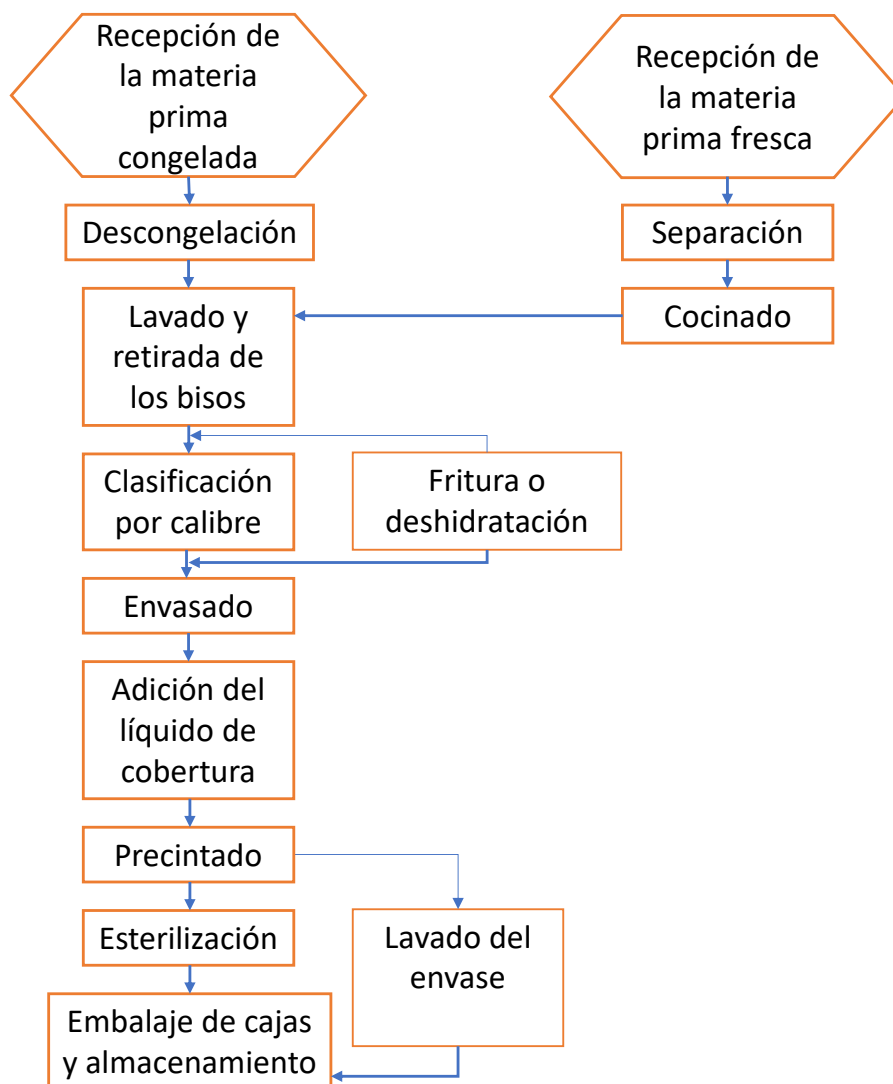 Recepción de
la materia
prima
congelada
Recepción de
la materia
prima fresca
Descongelación
Separación
Lavado y
retirada de
los bisos
Cocinado
Clasificación
por calibre
Fritura o
deshidratación
Envasado
Adición del
líquido de
cobertura
Precintado
Esterilización
Lavado del
envase
Embalaje de cajas
y almacenamiento